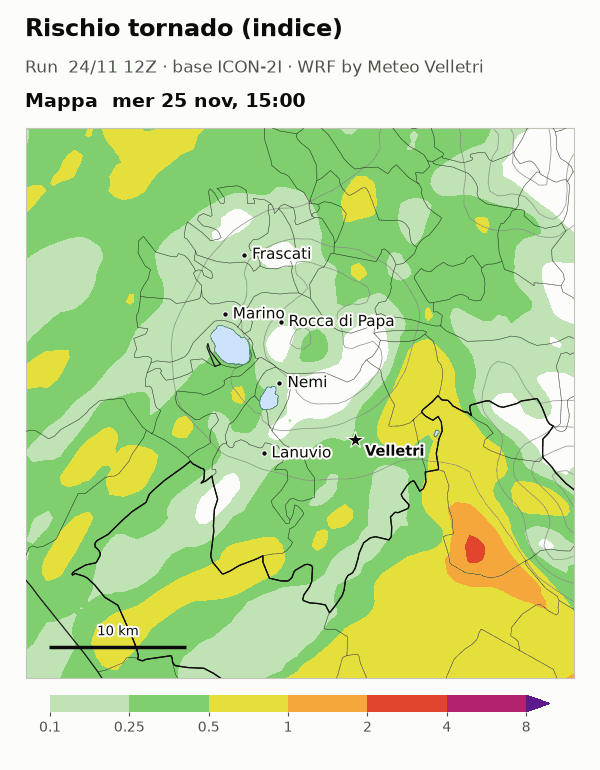 Rischio tornado (indice)
Run  24/11 12Z · base ICON-2I · WRF by Meteo Velletri
Mappa  mer 25 nov, 15:00
Frascati
Marino
Rocca di Papa
Nemi
Velletri
Lanuvio
10 km
0.1 0.25 0.5 1 2 4 8